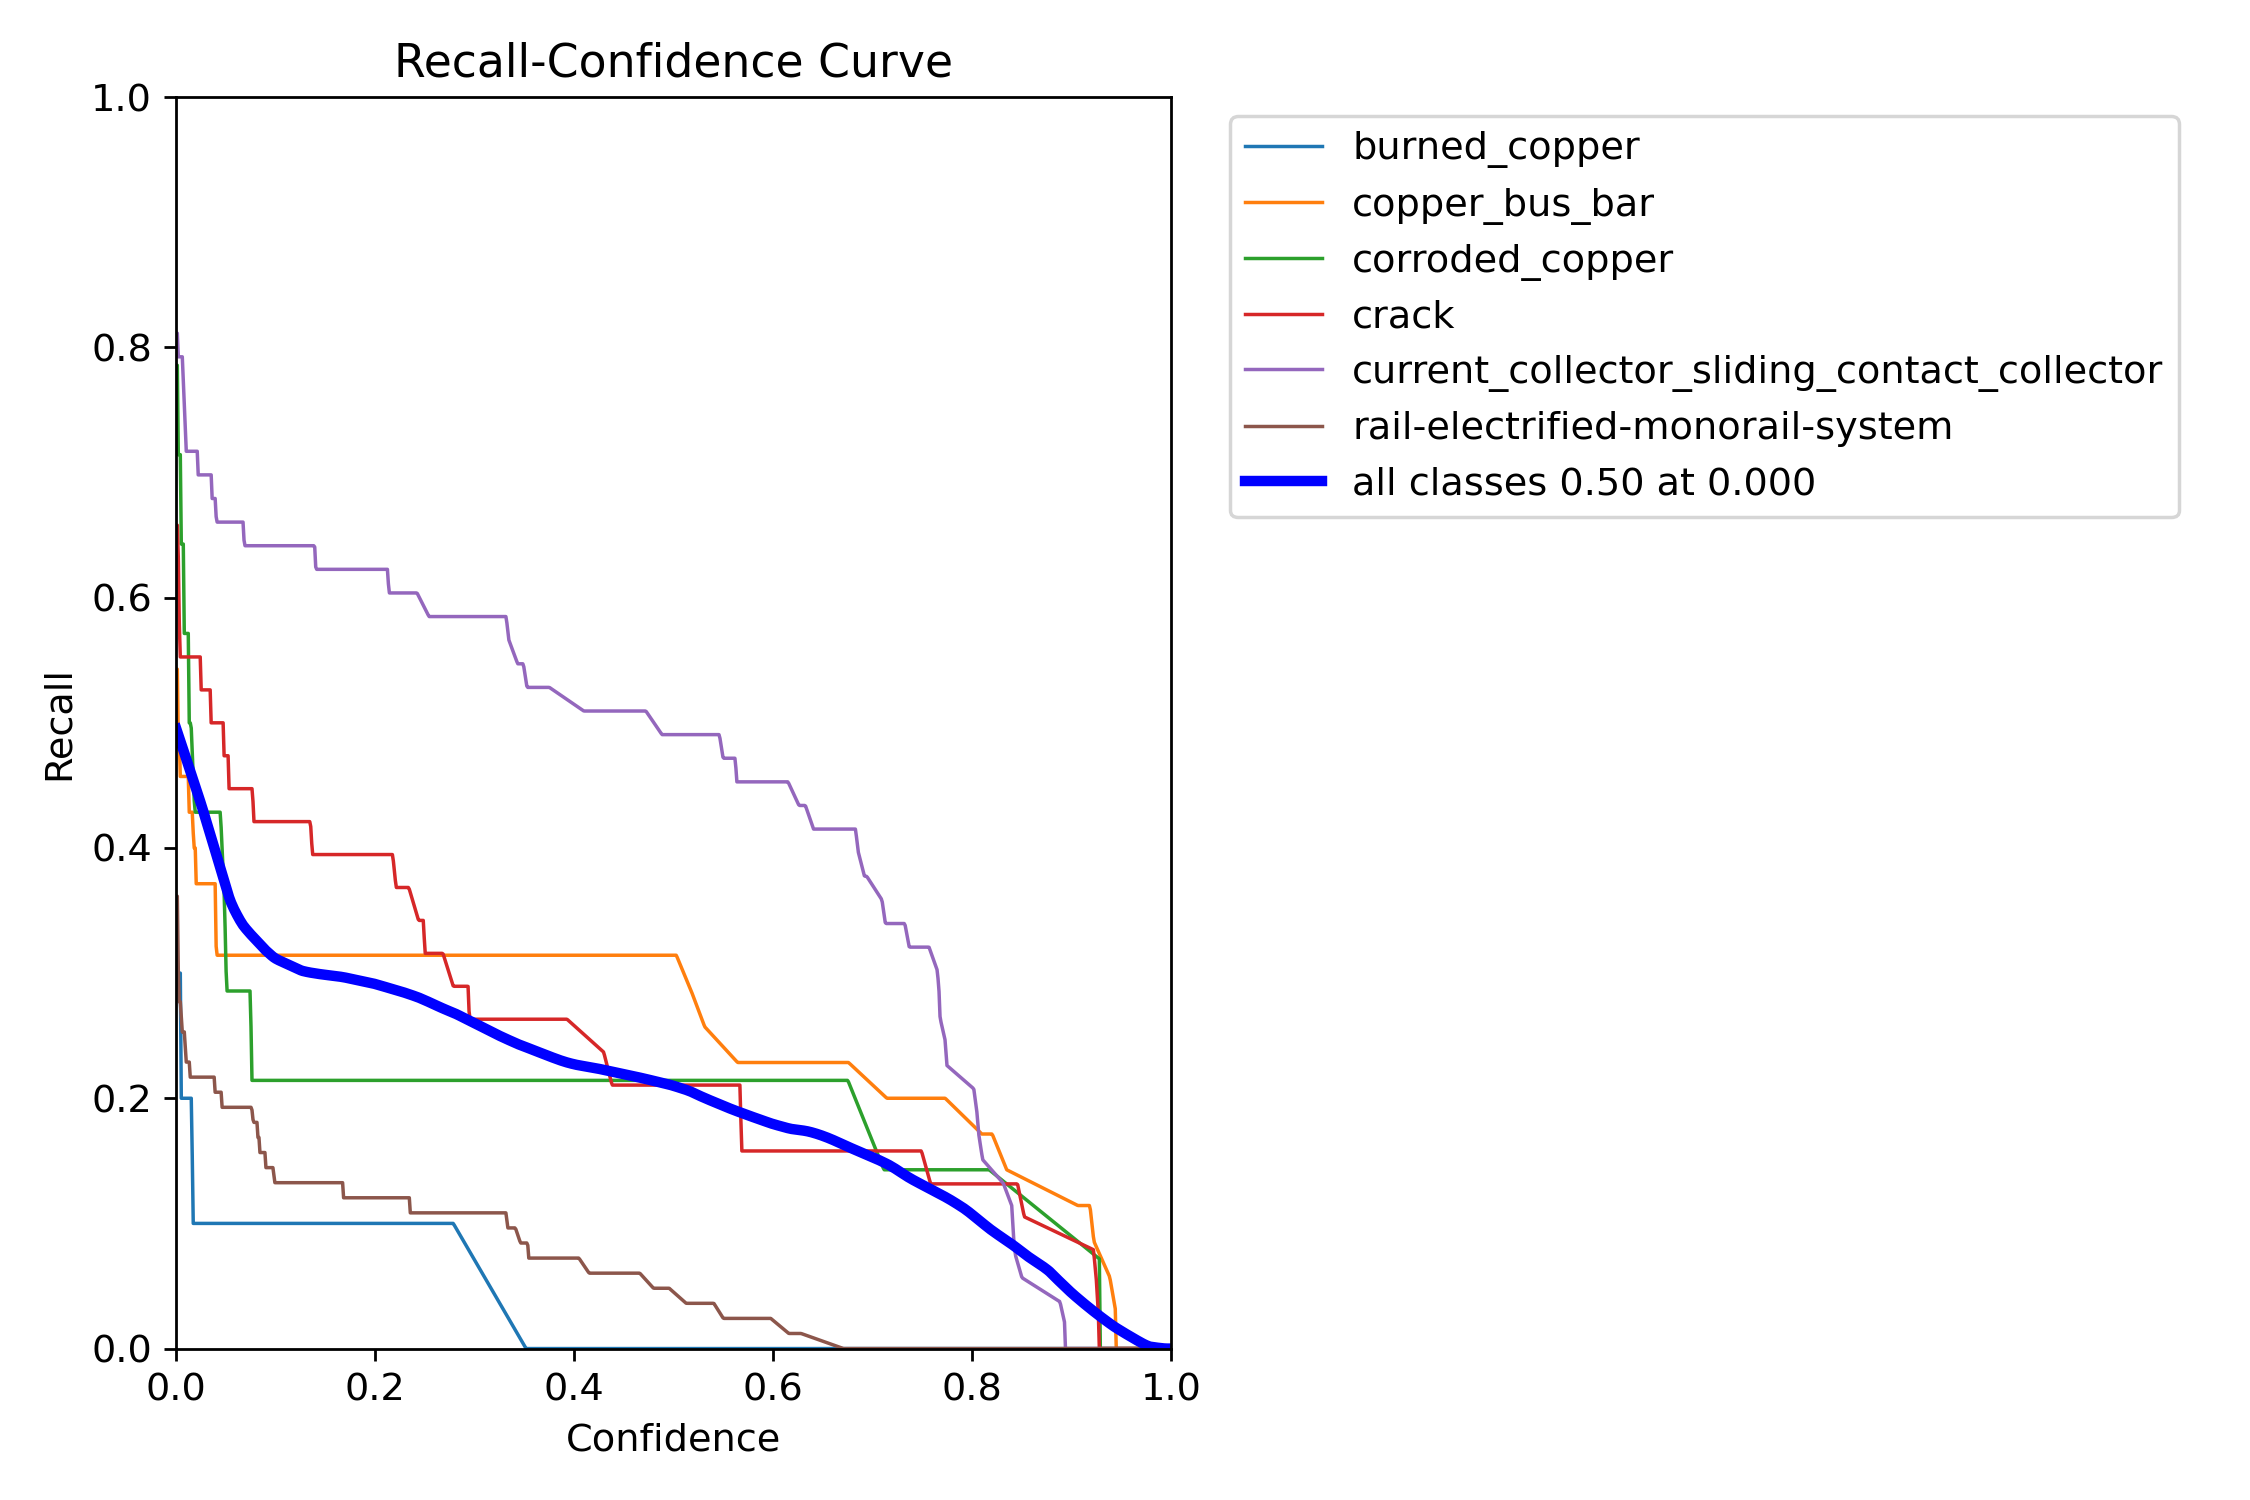 Recall-Confidence Curve
1.0
0.8
0.6
0.4
0.2
0.0
Recall
0.0 0.2 0.4 0.6 0.8 1.0
Confidence
burned_copper
copper_bus_bar
corroded_copper
crack
current_collector_sliding_contact_collector
rail-electrified-monorail-system
all classes 0.50 at 0.000